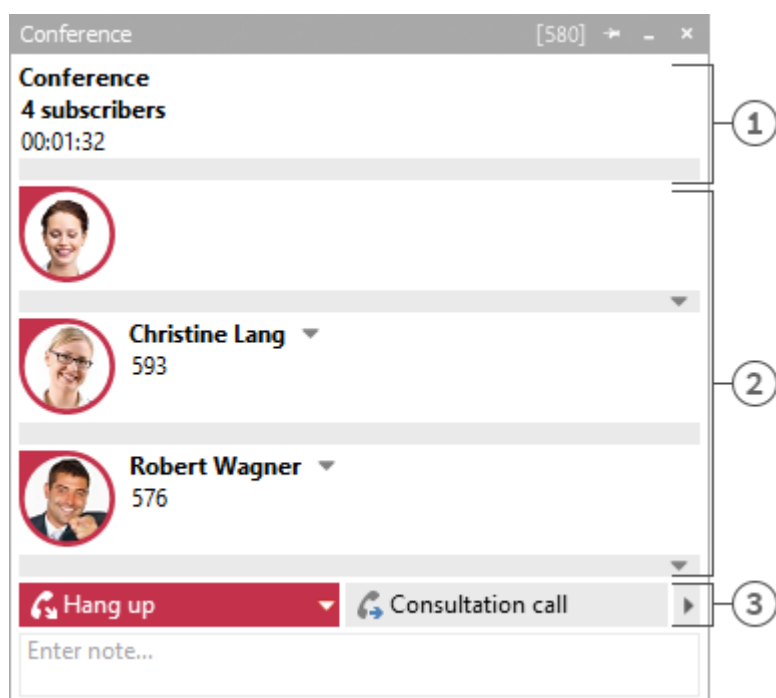 Conference [580]
Conference
4 subscribers
00:01:32
1
Christine Lang
593
2
Robert Wagner
576
Hang up Consultation call
3
Enter note...